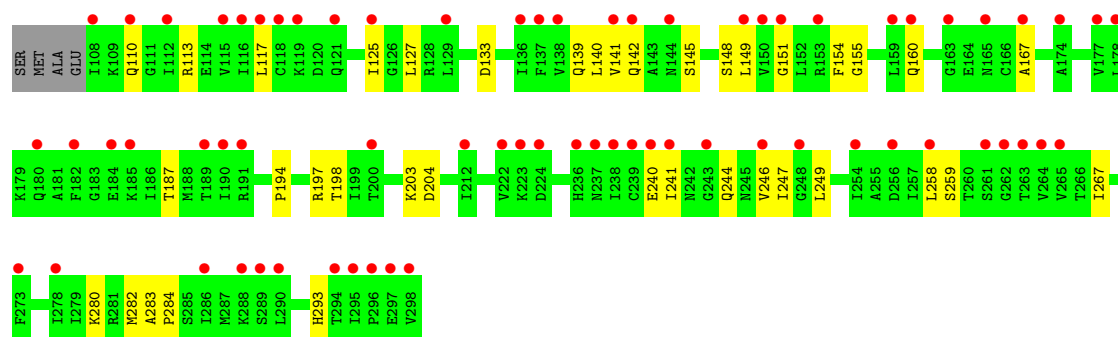 SER MET ALA GLU I108 K109 Q110 G111 I112 R113 E114 V115 I116 L117 C118 K119 D120 Q121 I125 G126 L127 R128 L129 D133 I136 F137 V138 Q139 L140 V141 Q142 A143 N144 S145 S148 L149 V150 G151 L152 R153 F154 G155 L159 Q160 G163 E164 N165 C166 A167 A174 V177 L178
K179 Q180 A181 F182 G183 E184 K185 I186 T187 M188 T189 I190 R191 P194 R197 T198 I199 T200 K203 D204 I212 V222 K223 D224 H236 N237 I238 C239 E240 I241 N242 G243 Q244 N245 V246 I247 G248 L249 I254 A255 D256 I257 L258 S259 T260 S261 G262 T263 V264 V265 T266 I267
F273 I278 I279 K280 R281 M282 A283 P284 S285 I286 M287 K288 S289 L290 H293 T294 I295 P296 E297 V298